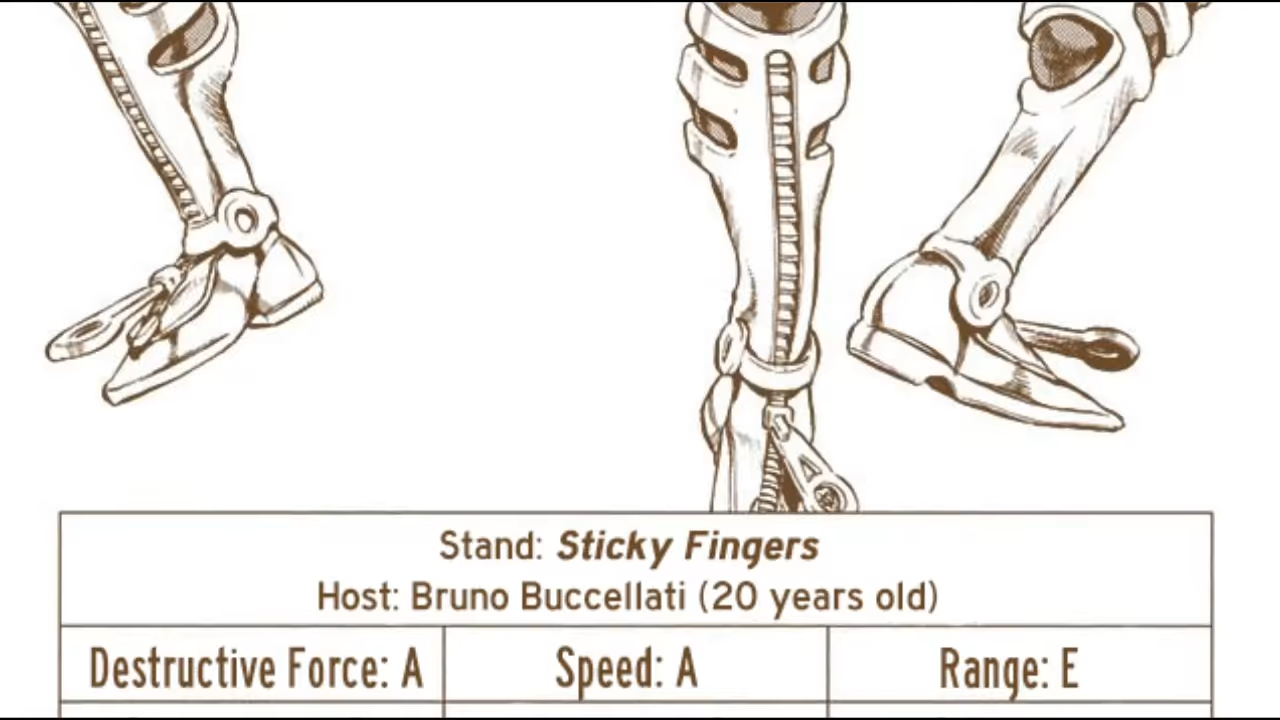 Stand: Sticky Fingers
Host: Bruno Buccellati (20 years old)
Destructive Force: A
Speed: A
Range: E